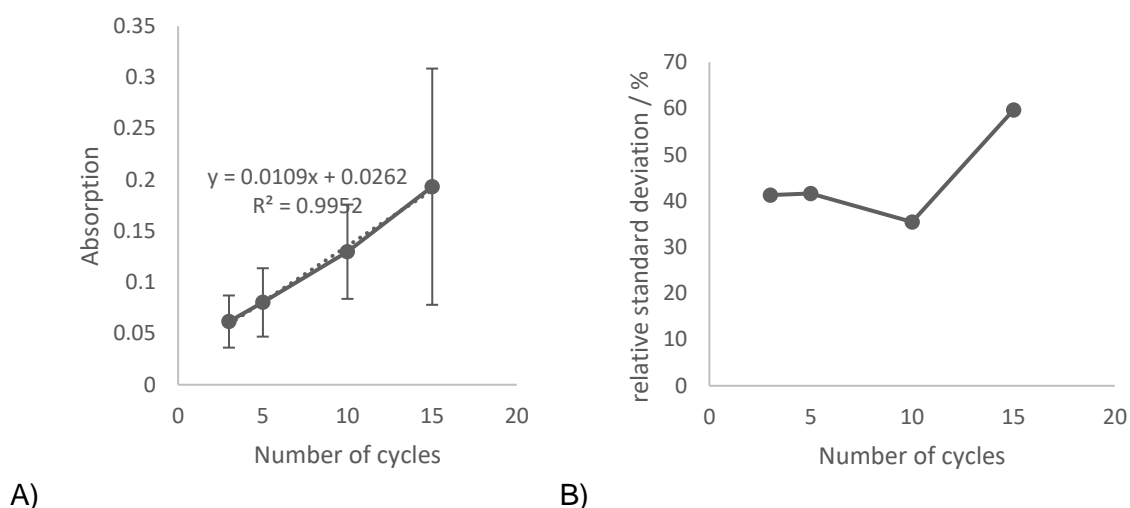 0.35
0.3
0.25
0.2
0.15
0.1
0.05
0
Absorption
y = 0.0109x + 0.0262
R² = 0.9952
0 5 10 15 20
Number of cycles
A)
70
60
50
40
30
20
10
0
relative standard deviation / %
0 5 10 15 20
Number of cycles
B)